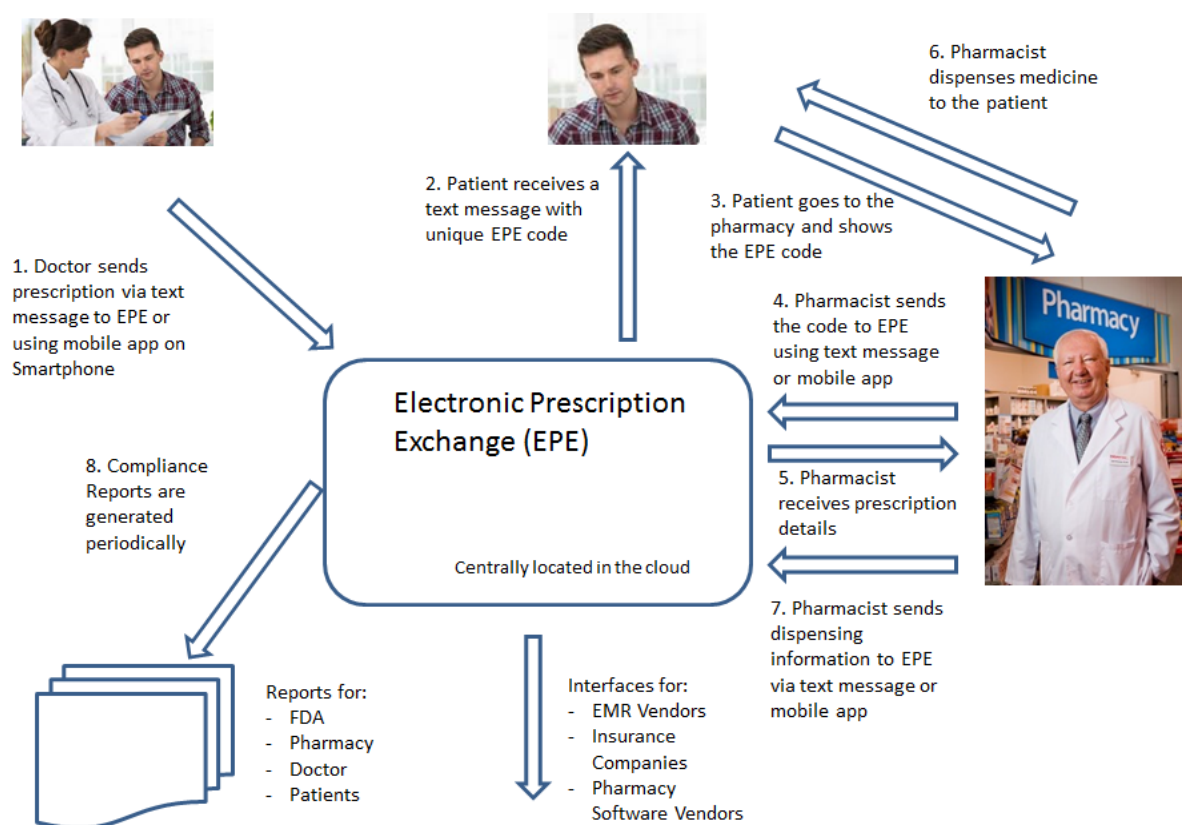 1. Doctor sends
prescription via text
message to EPE or
using mobile app on
Smartphone
2. Patient receives a
text message with
unique EPE code
6. Pharmacist
dispenses medicine
to the patient
3. Patient goes to the
pharmacy and shows
the EPE code
Pharmacy
4. Pharmacist sends
the code to EPE
using text message
or mobile app
Electronic Prescription
Exchange (EPE)
Centrally located in the cloud
5. Pharmacist
receives prescription
details
7. Pharmacist sends
dispensing
information to EPE
via text message or
mobile app
8. Compliance
Reports are
generated
periodically
Reports for:
- FDA
- Pharmacy
- Doctor
- Patients
Interfaces for:
- EMR Vendors
- Insurance
Companies
- Pharmacy
Software Vendors